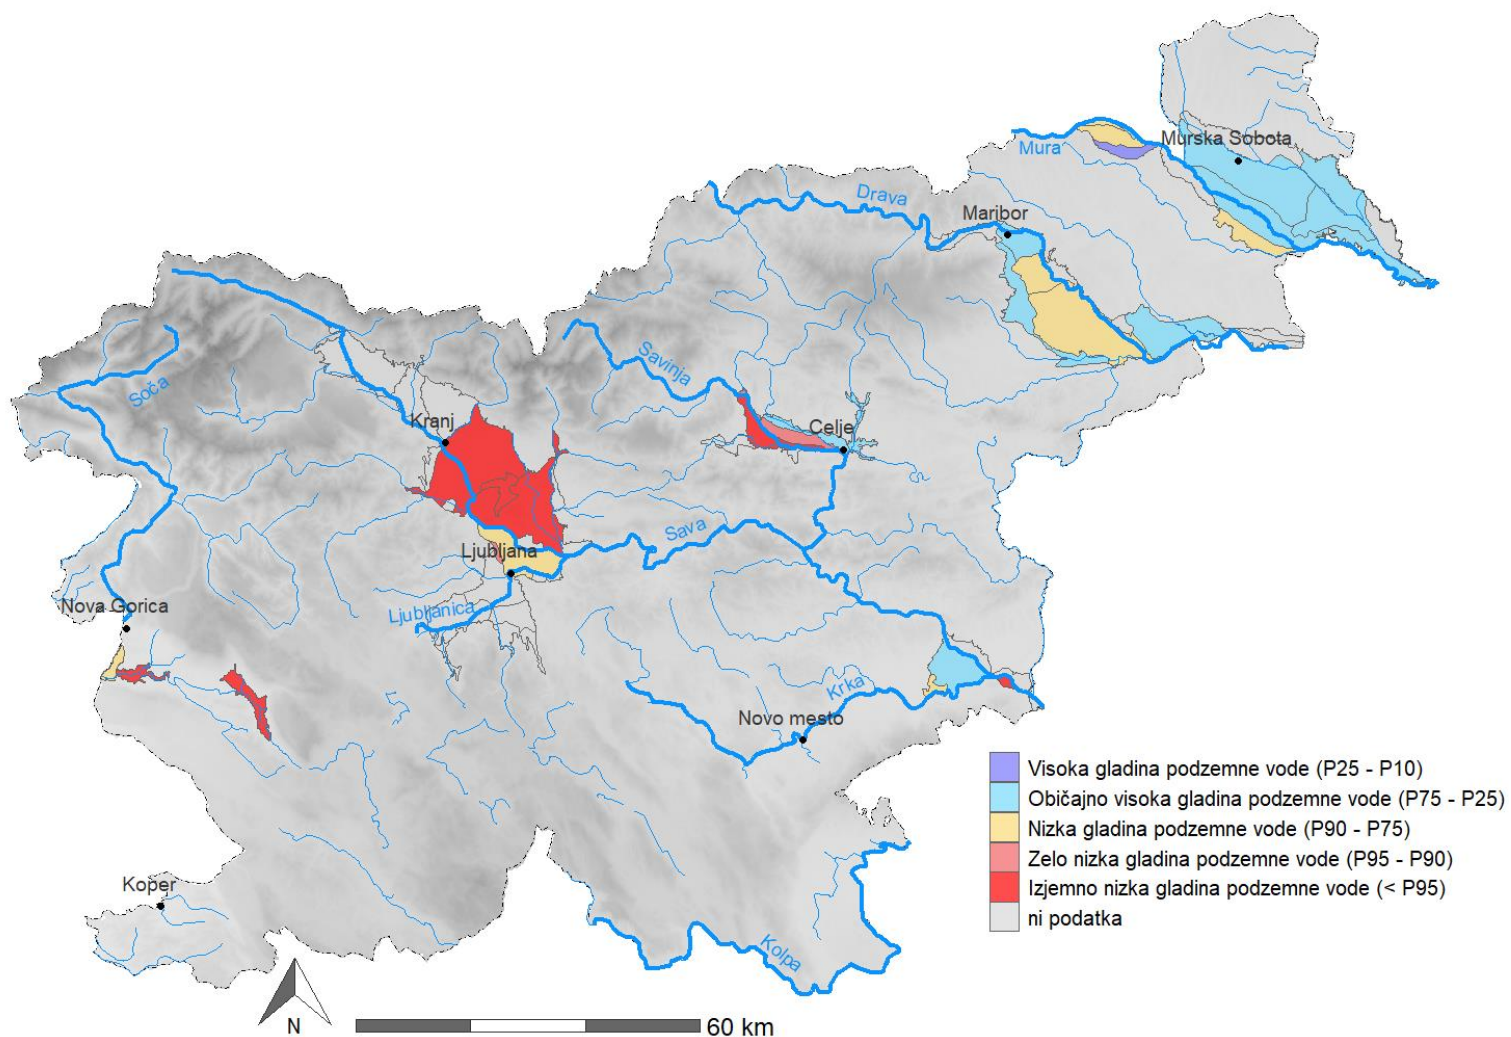 Murska Sobota
Mura
Drava
Maribor
Savinja
Soča
Kranj
Celje
Sava
Ljubljana
Ljubljanica
Nova Gorica
Krka
Novo mesto
Visoka gladina podzemne vode (P25 - P10)
Običajno visoka gladina podzemne vode (P75 - P25)
Nizka gladina podzemne vode (P90 - P75)
Zelo nizka gladina podzemne vode (P95 - P90)
Izjemno nizka gladina podzemne vode (< P95)
ni podatka
Koper
Kolpa
N
60 km